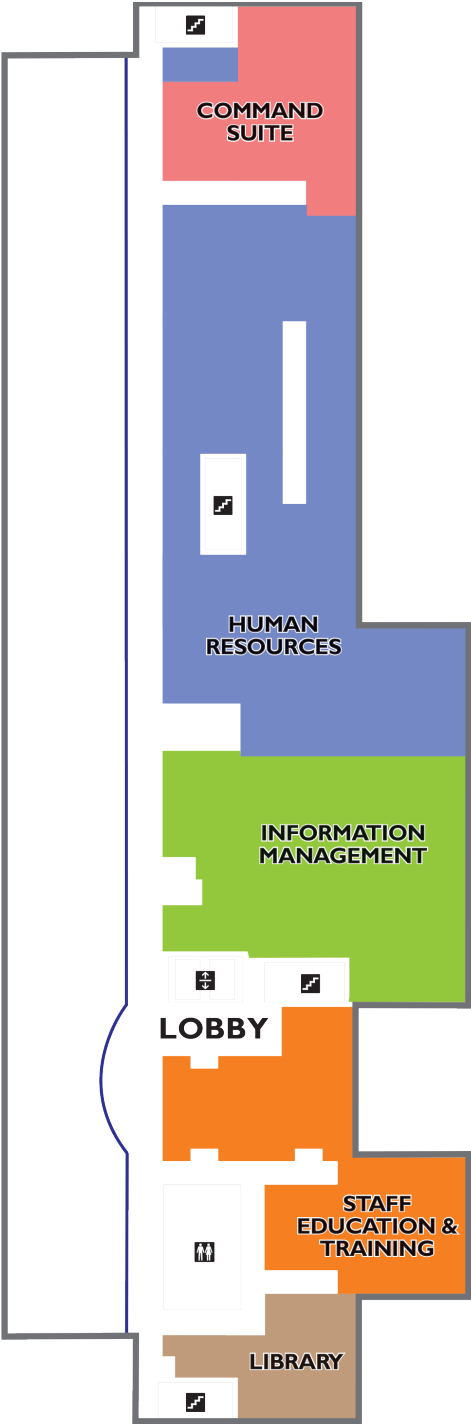 COMMAND
SUITE
HUMAN
RESOURCES
INFORMATION
MANAGEMENT
LOBBY
STAFF
EDUCATION &
TRAINING
LIBRARY